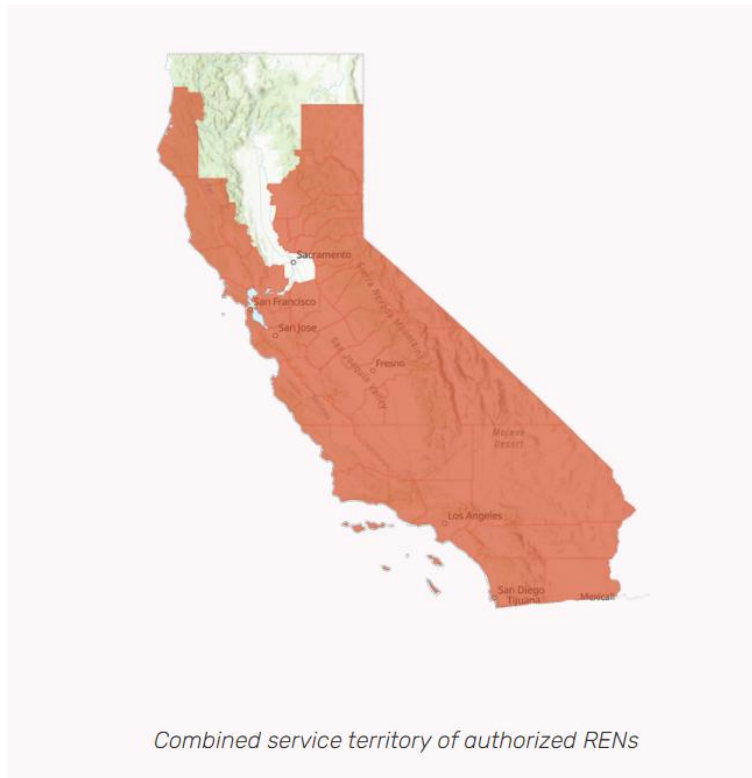 Sacramento
Sierra Nevada Mountains
San Francisco
San Jose
San Joaquin Valley
Fresno
Mojave
Desert
Los Angeles
San Diego
Tijuana
Mexicali
Combined service territory of authorized RENs